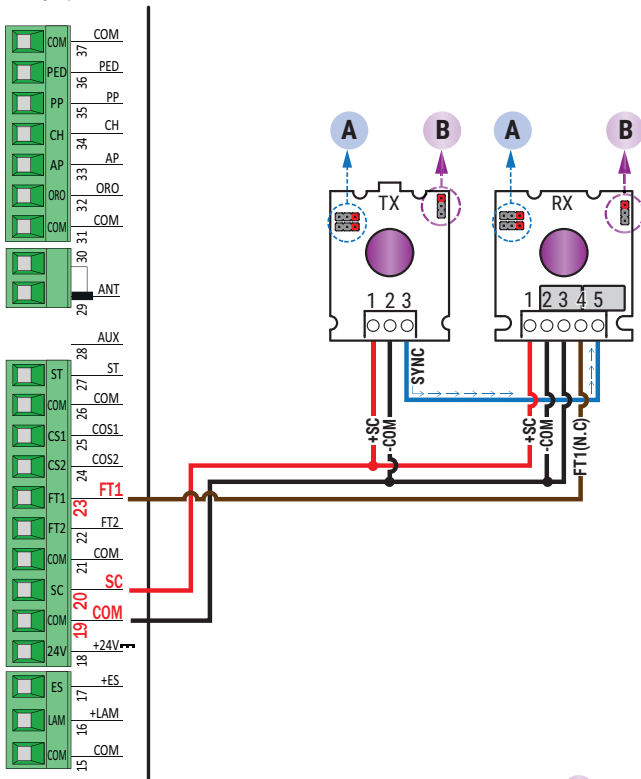 COM 37 COM
PED 36 PED
PP 35 PP
CH 34 CH
AP 33 AP
ORO 32 ORO
COM 31 COM
30
29 ANT
28 AUX
ST 27 ST
COM 26 COM
CS1 25 COS1
CS2 24 COS2
FT1 23 FT1
FT2 22 FT2
COM 21 COM
SC 20 SC
COM 19 COM
24V 18 +24V
ES 17 +ES
LAM 16 +LAM
COM 15 COM
A B A B
TX RX
1 2 3
1 2 3 4 5
SYNC
+SC
-COM
+SC
-COM
FT1(N.C)